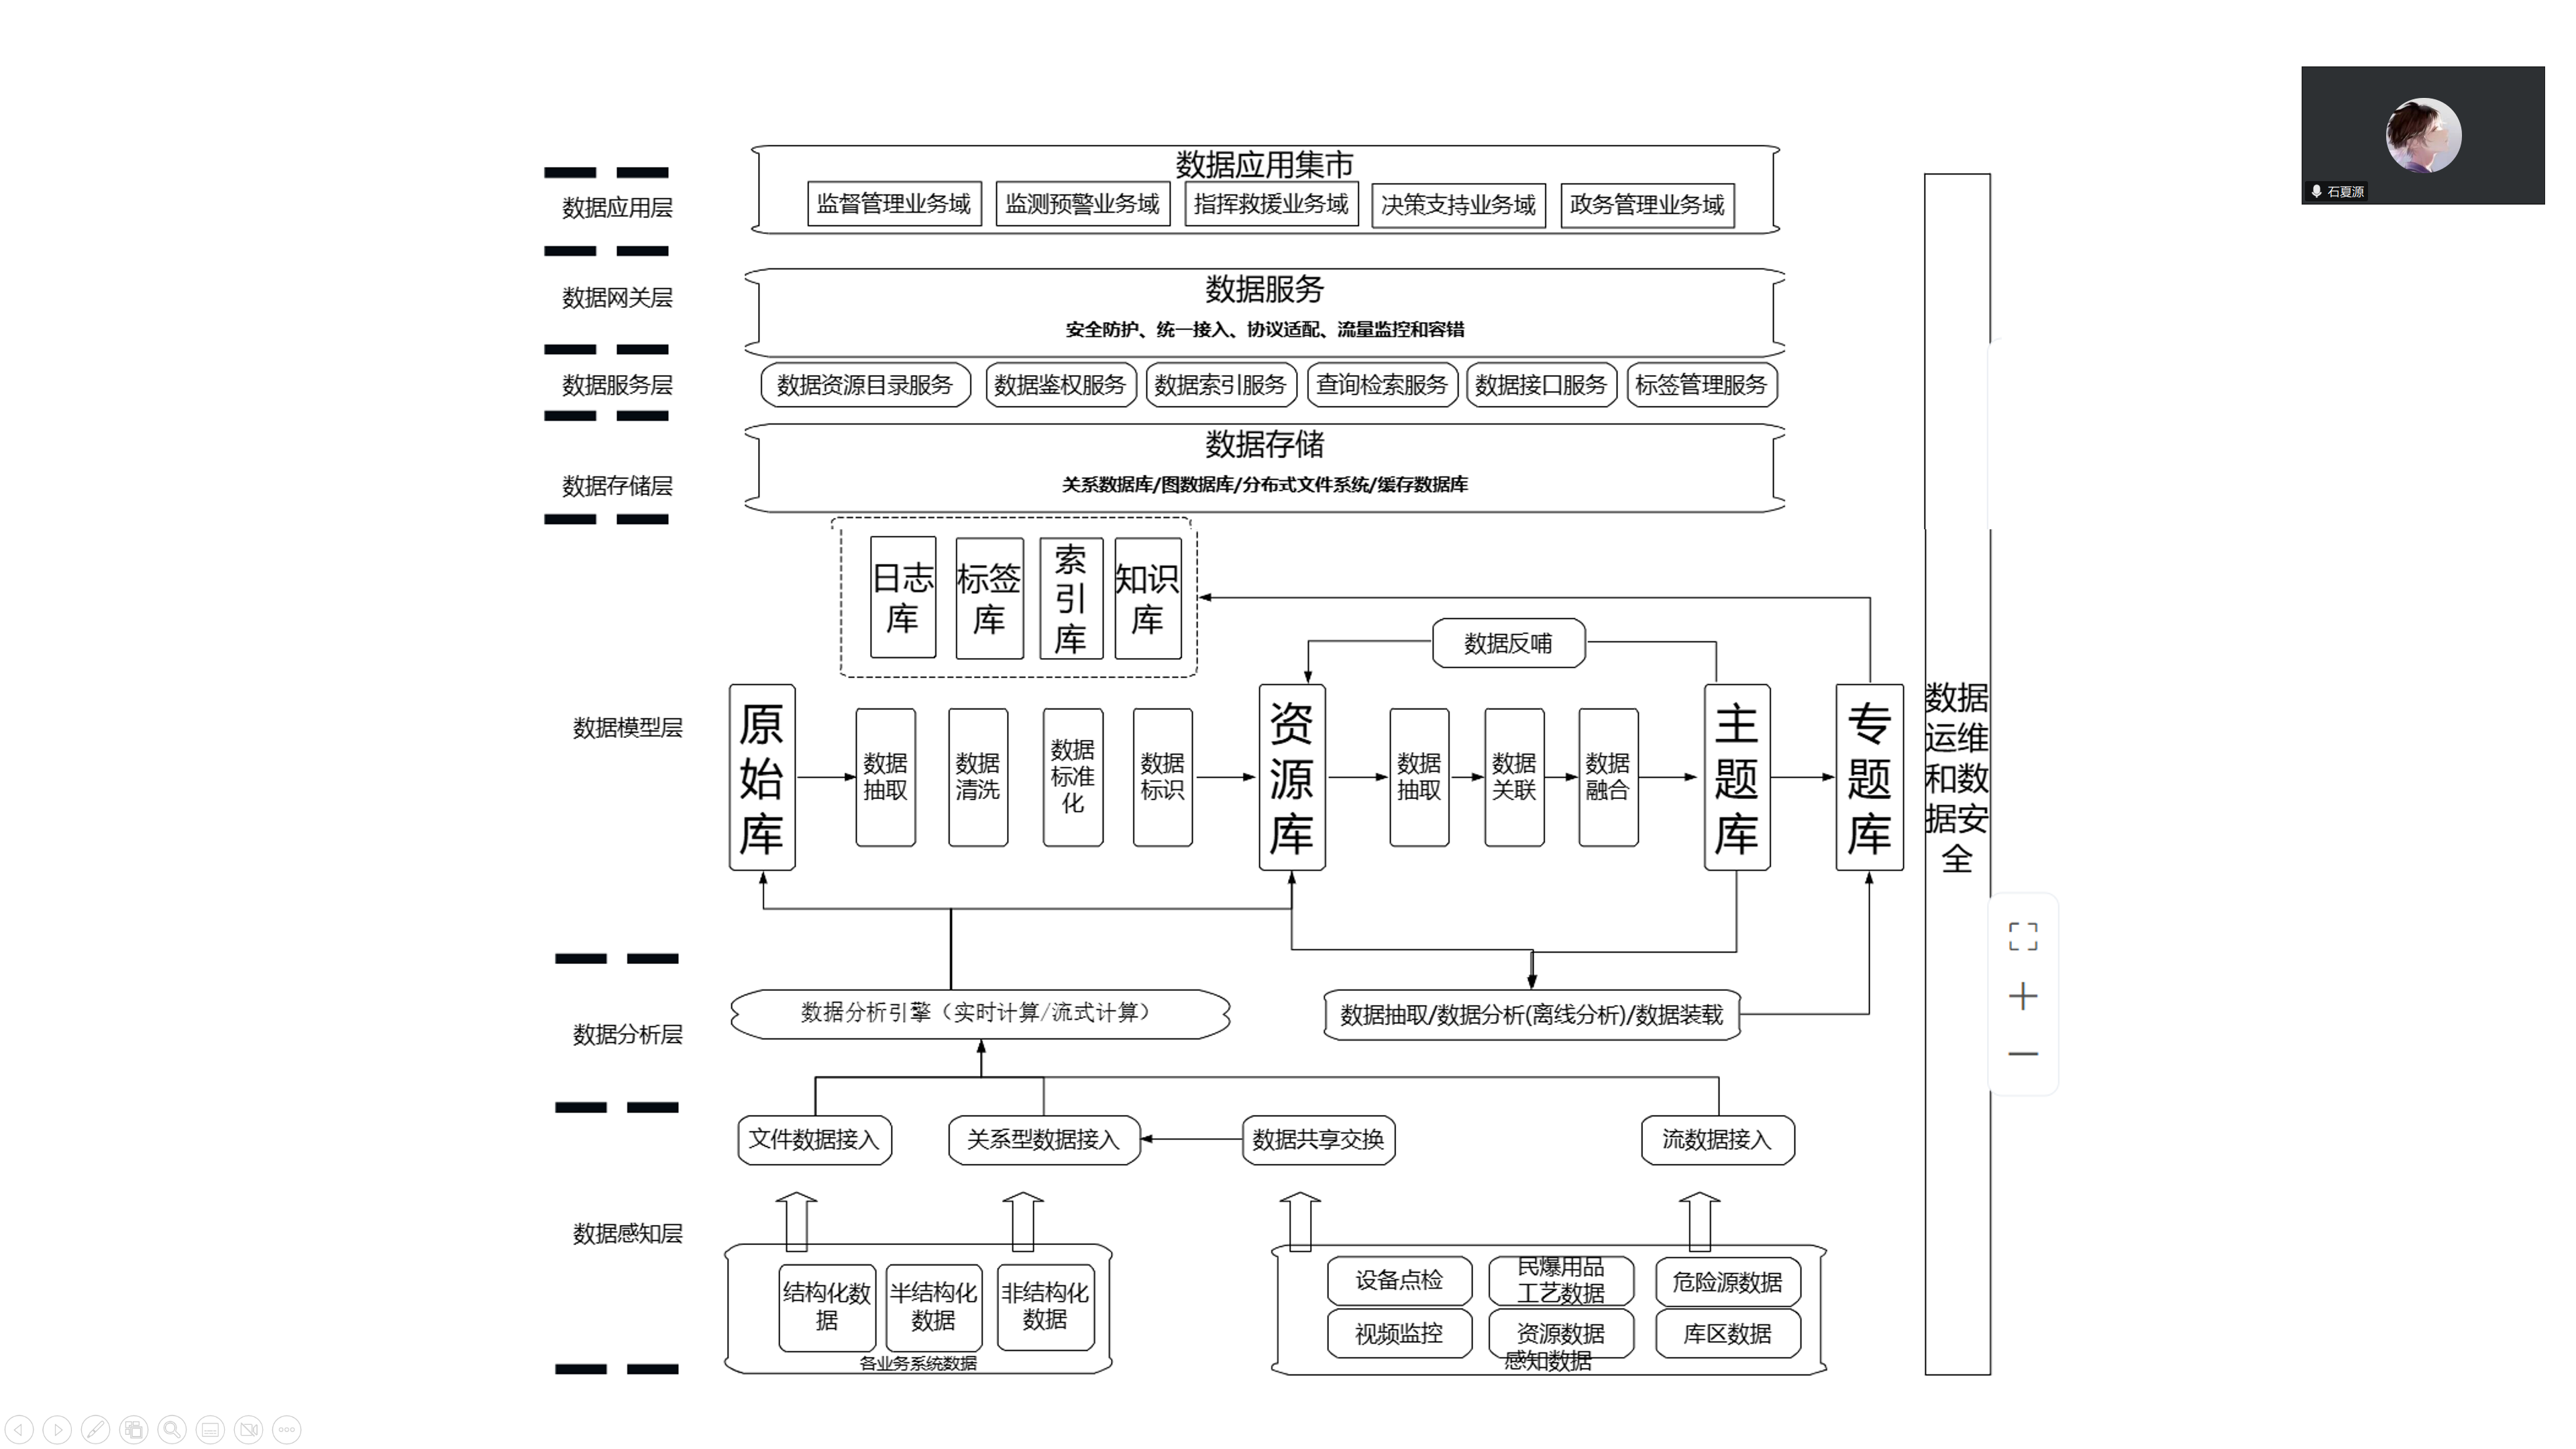 石夏源
数据应用层
数据应用集市
监督管理业务域
监测预警业务域
指挥救援业务域
决策支持业务域
政务管理业务域
数据网关层
数据服务
安全防护、统一接入、协议适配、流量监控和容错
数据服务层
数据资源目录服务
数据鉴权服务
数据索引服务
查询检索服务
数据接口服务
标签管理服务
数据存储层
数据存储
关系数据库/图数据库/分布式文件系统/缓存数据库
日志
库
标签
库
索
引
库
知识
库
数据反哺
数据模型层
原
始
库
数据
抽取
数据
清洗
数据
标准
化
数据
标识
资
源
库
数据
抽取
数据
关联
数据
融合
主
题
库
专
题
库
数据
运维
和数
据安
全
数据分析层
数据分析引擎（实时计算/流式计算）
数据抽取/数据分析(离线分析)/数据装载
文件数据接入
关系型数据接入
数据共享交换
流数据接入
数据感知层
结构化数
据
半结构化
数据
非结构化
数据
各业务系统数据
设备点检
民爆用品
工艺数据
危险源数据
视频监控
资源数据
库区数据
感知数据